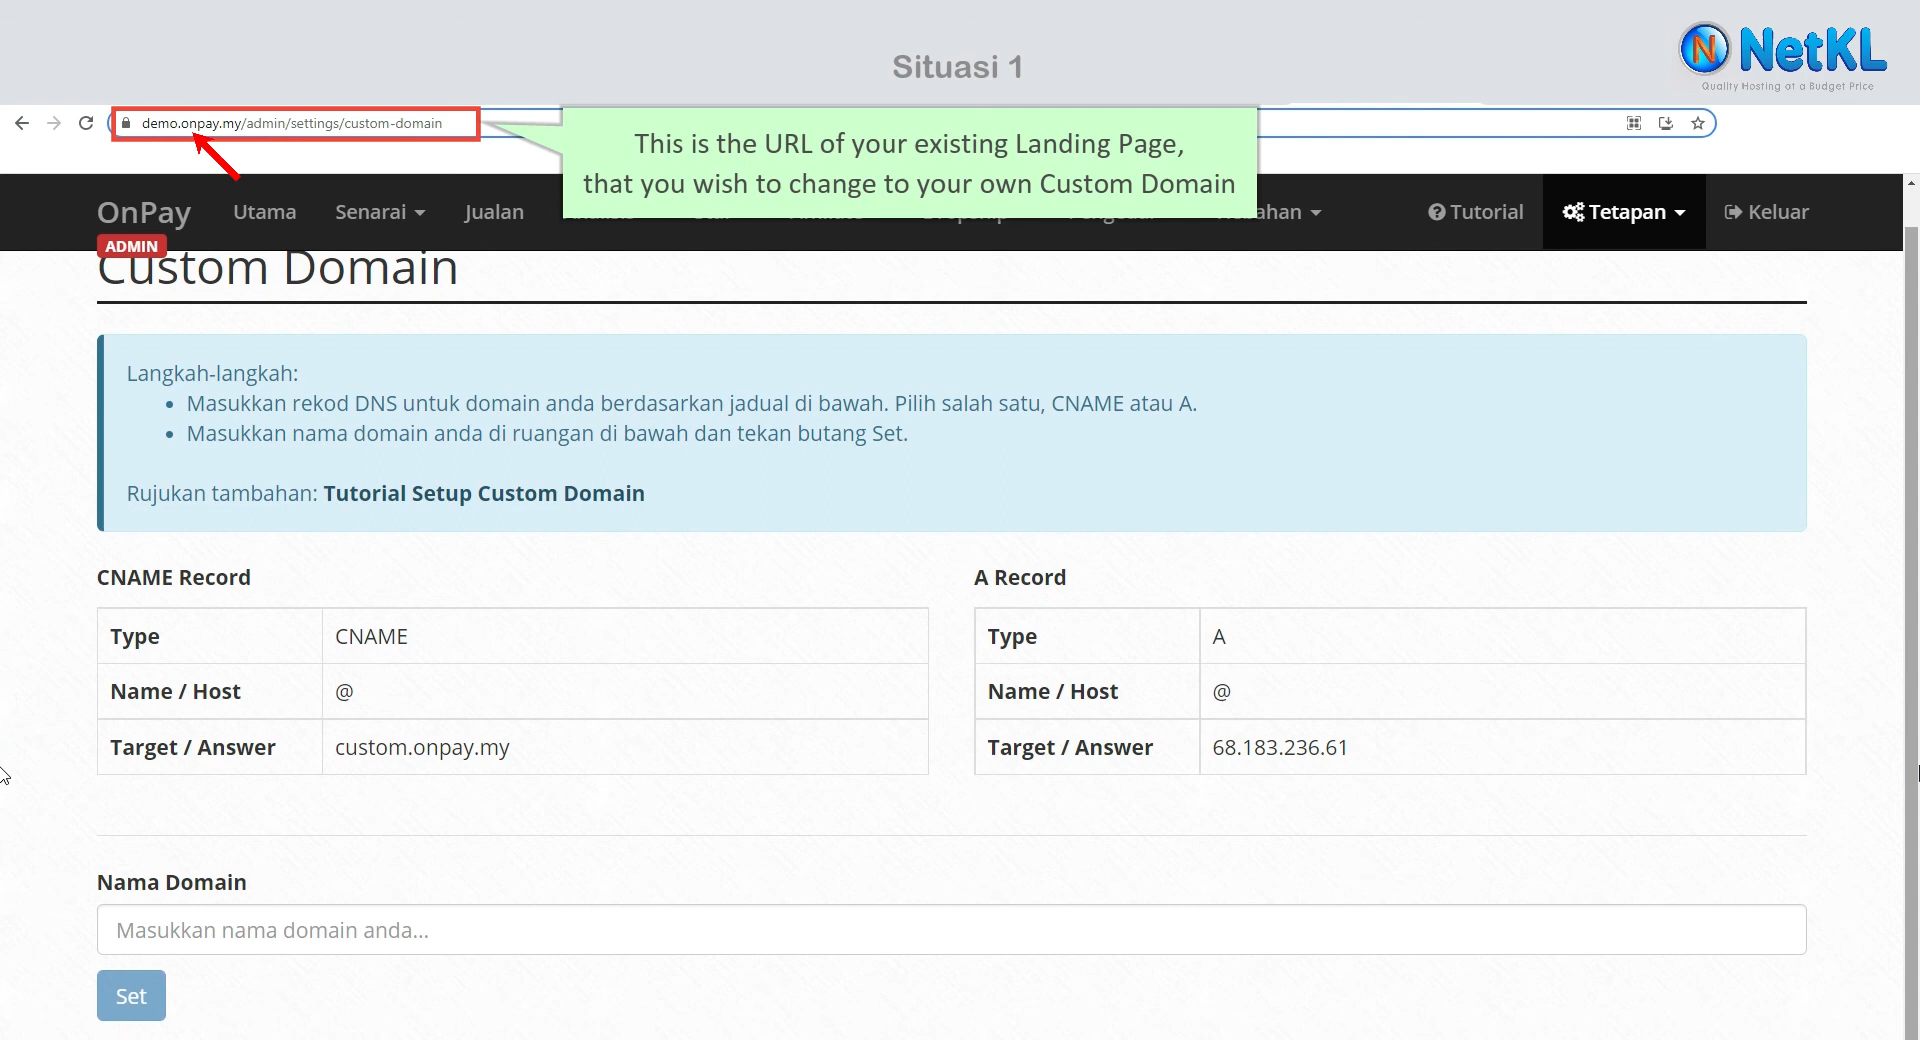 Situasi 1
NetKL
Quality Hosting at a Budget Price
demo.onpay.my/admin/settings/custom-domain
This is the URL of your existing Landing Page,
that you wish to change to your own Custom Domain
OnPay Utama Senarai Jualan Tutorial Tetapan Keluar
ADMIN
Custom Domain
Langkah-langkah:
Masukkan rekod DNS untuk domain anda berdasarkan jadual di bawah. Pilih salah satu, CNAME atau A.
Masukkan nama domain anda di ruangan di bawah dan tekan butang Set.
Rujukan tambahan: Tutorial Setup Custom Domain
CNAME Record
Type CNAME
Name / Host @
Target / Answer custom.onpay.my
A Record
Type A
Name / Host @
Target / Answer 68.183.236.61
Nama Domain
Masukkan nama domain anda...
Set